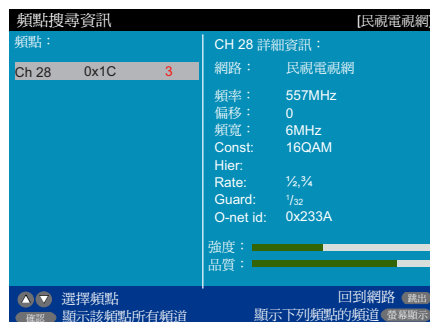 頻點搜尋資訊 [民視電視網]
頻點：
Ch 28 0x1C 3
CH 28 詳細資訊：
網路： 民視電視網
頻率： 557MHz
偏移： 0
頻寬： 6MHz
Const: 16QAM
Hier:
Rate: ½,¾
Guard: 1/32
O-net id: 0x233A
強度：
品質：
選擇頻點 回到網路 跳出
確認 顯示該頻點所有頻道 顯示下列頻點的頻道 螢幕顯示